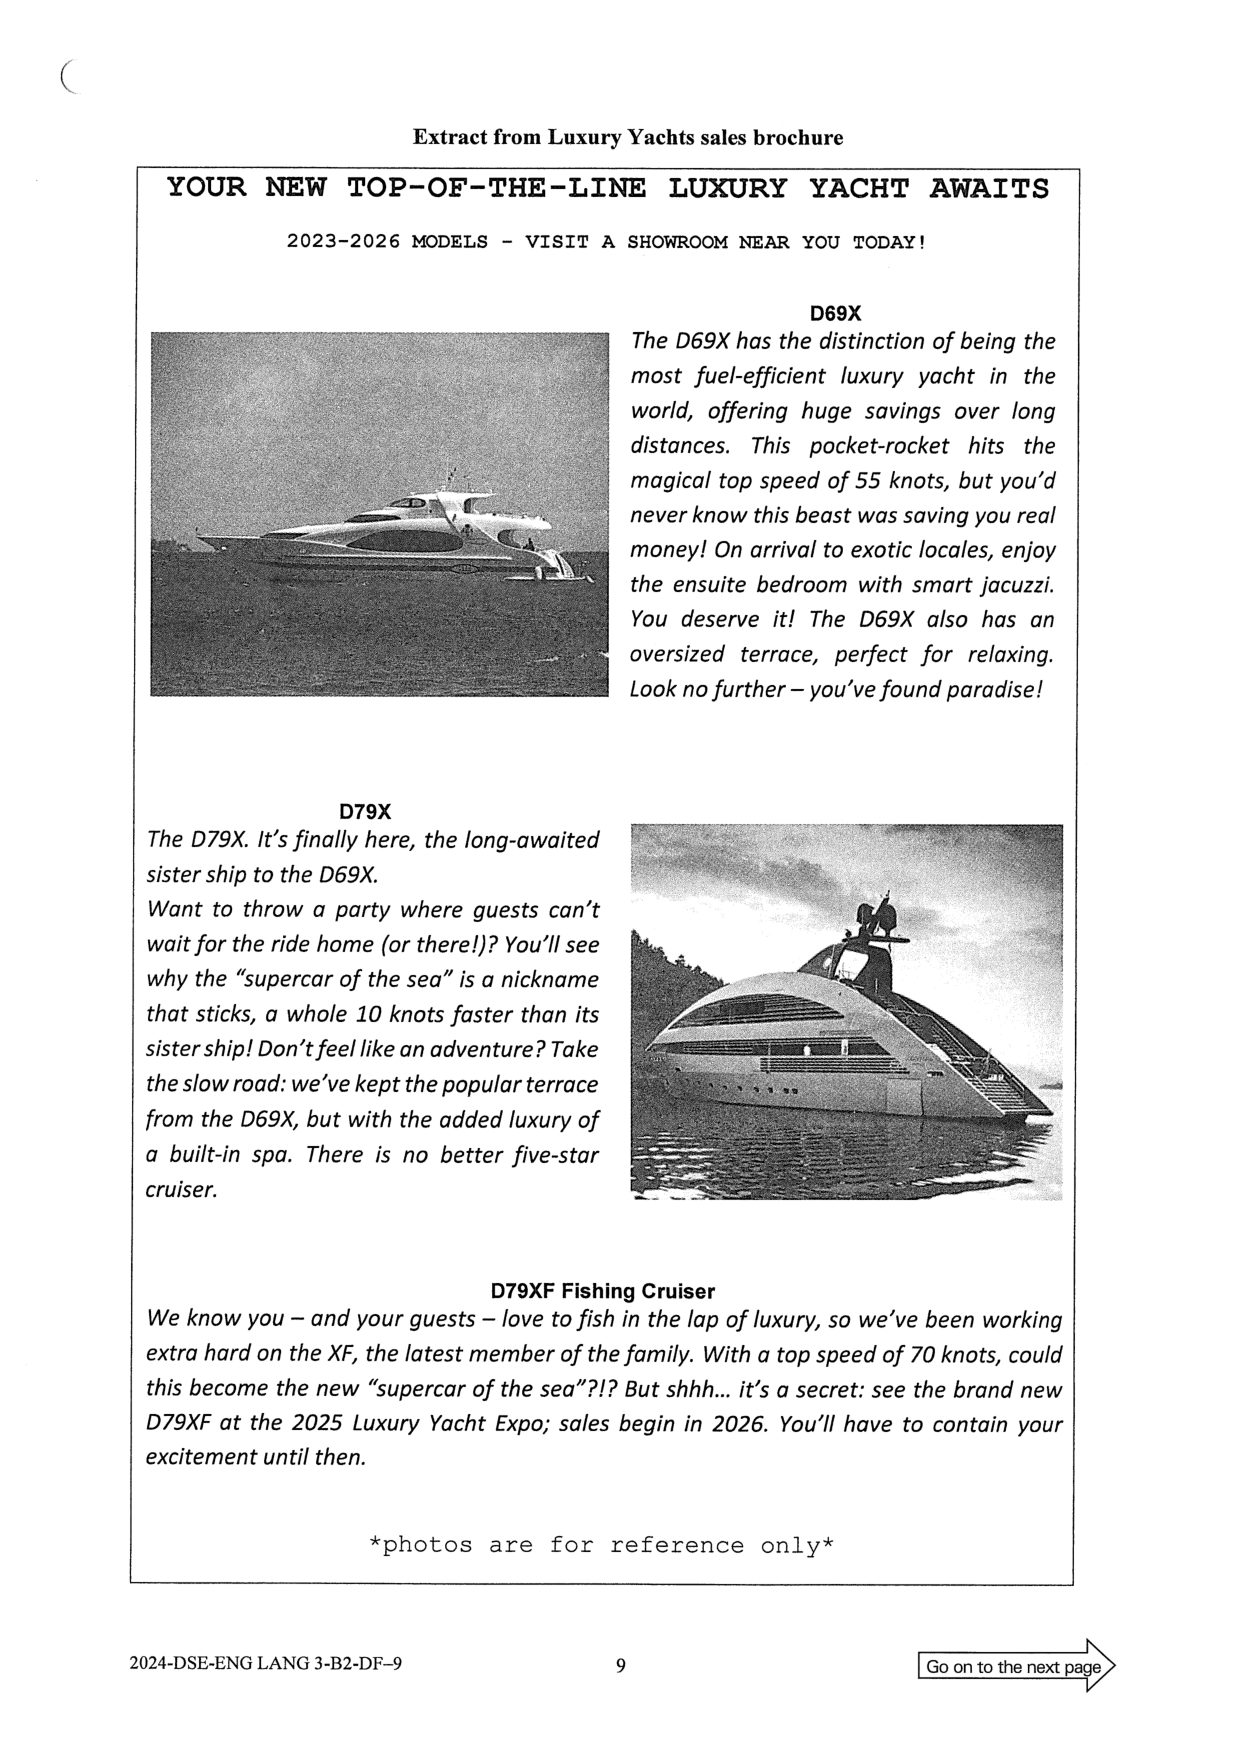 Extract from Luxury Yachts sales brochure
YOUR NEW TOP-OF-THE-LINE LUXURY YACHT AWAITS
2023-2026 MODELS - VISIT A SHOWROOM NEAR YOU TODAY!
D69X
The D69X has the distinction of being the
most fuel-efficient luxury yacht in the
world, offering huge savings over long
distances. This pocket-rocket hits the
magical top speed of 55 knots, but you'd
never know this beast was saving you real
money! On arrival to exotic locales, enjoy
the ensuite bedroom with smart jacuzzi.
You deserve it! The D69X also has an
oversized terrace, perfect for relaxing.
Look no further – you've found paradise!
D79X
The D79X. It's finally here, the long-awaited
sister ship to the D69X.
Want to throw a party where guests can't
wait for the ride home (or there!)? You'll see
why the "supercar of the sea" is a nickname
that sticks, a whole 10 knots faster than its
sister ship! Don't feel like an adventure? Take
the slow road: we've kept the popular terrace
from the D69X, but with the added luxury of
a built-in spa. There is no better five-star
cruiser.
D79XF Fishing Cruiser
We know you – and your guests – love to fish in the lap of luxury, so we've been working
extra hard on the XF, the latest member of the family. With a top speed of 70 knots, could
this become the new "supercar of the sea"?!? But shhh... it's a secret: see the brand new
D79XF at the 2025 Luxury Yacht Expo; sales begin in 2026. You'll have to contain your
excitement until then.
*photos are for reference only*
2024-DSE-ENG LANG 3-B2-DF–9
9
Go on to the next page